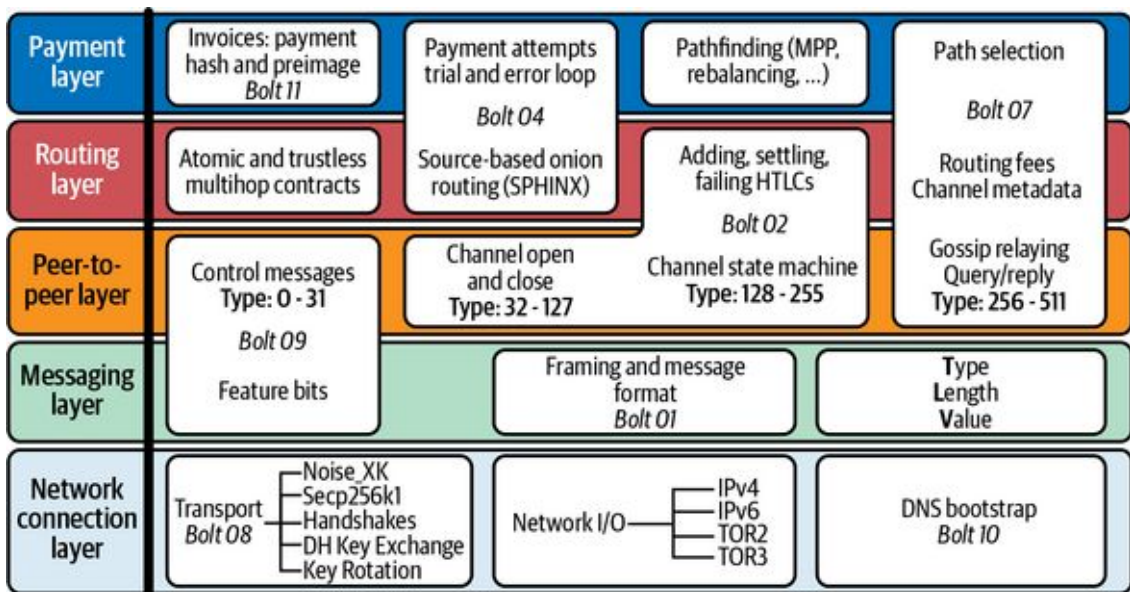 Payment
layer
Invoices: payment
hash and preimage
Bolt 11
Payment attempts
trial and error loop
Bolt 04
Source-based onion
routing (SPHINX)
Pathfinding (MPP,
rebalancing, ...)
Path selection
Bolt 07
Routing fees
Channel metadata
Gossip relaying
Query/reply
Type: 256 - 511
Routing
layer
Atomic and trustless
multihop contracts
Adding, settling,
failing HTLCs
Bolt 02
Channel state machine
Type: 128 - 255
Peer-to-
peer layer
Control messages
Type: 0 - 31
Bolt 09
Feature bits
Channel open
and close
Type: 32 - 127
Messaging
layer
Framing and message
format
Bolt 01
Type
Length
Value
Network
connection
layer
Transport
Bolt 08
Noise_XK
Secp256k1
Handshakes
DH Key Exchange
Key Rotation
Network I/O
IPv4
IPv6
TOR2
TOR3
DNS bootstrap
Bolt 10